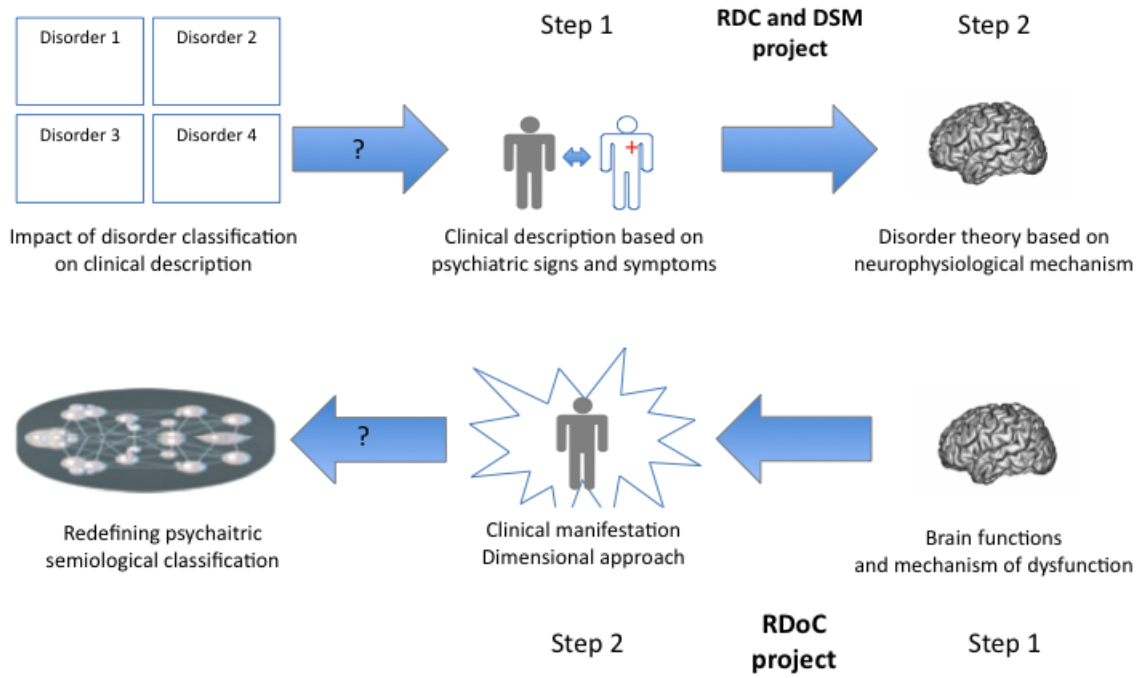 Disorder 1
Disorder 2
Step 1
RDC and DSM
project
Step 2
Disorder 3
Disorder 4
?
Impact of disorder classification
on clinical description
Clinical description based on
psychiatric signs and symptoms
Disorder theory based on
neurophysiological mechanism
?
Redefining psychaitric
semiological classification
Clinical manifestation
Dimensional approach
Brain functions
and mechanism of dysfunction
Step 2
RDoC
project
Step 1